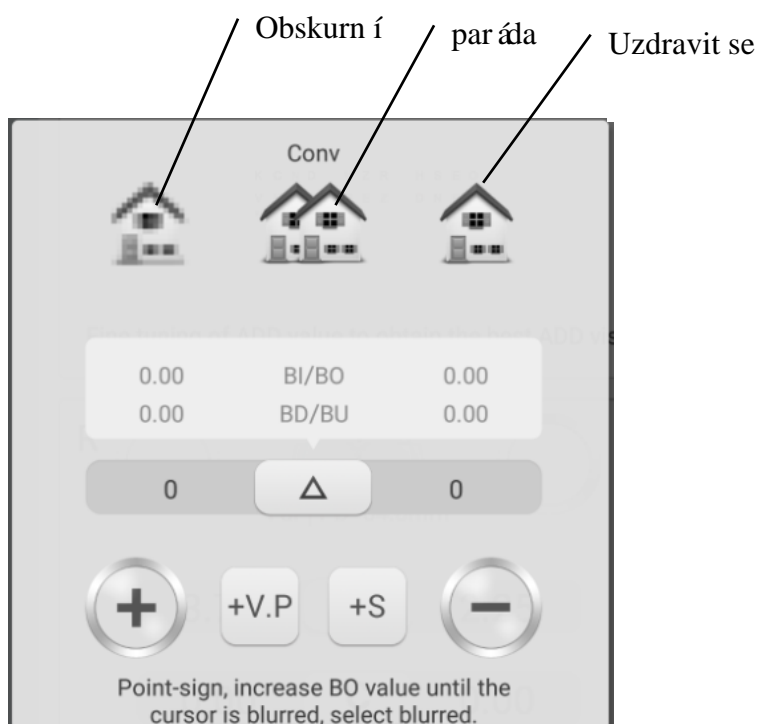 Obskurn í
par áda
Uzdravit se
Conv
0.00 BI/BO 0.00
0.00 BD/BU 0.00
0 △ 0
+ +V.P +S −
Point-sign, increase BO value until the
cursor is blurred, select blurred.